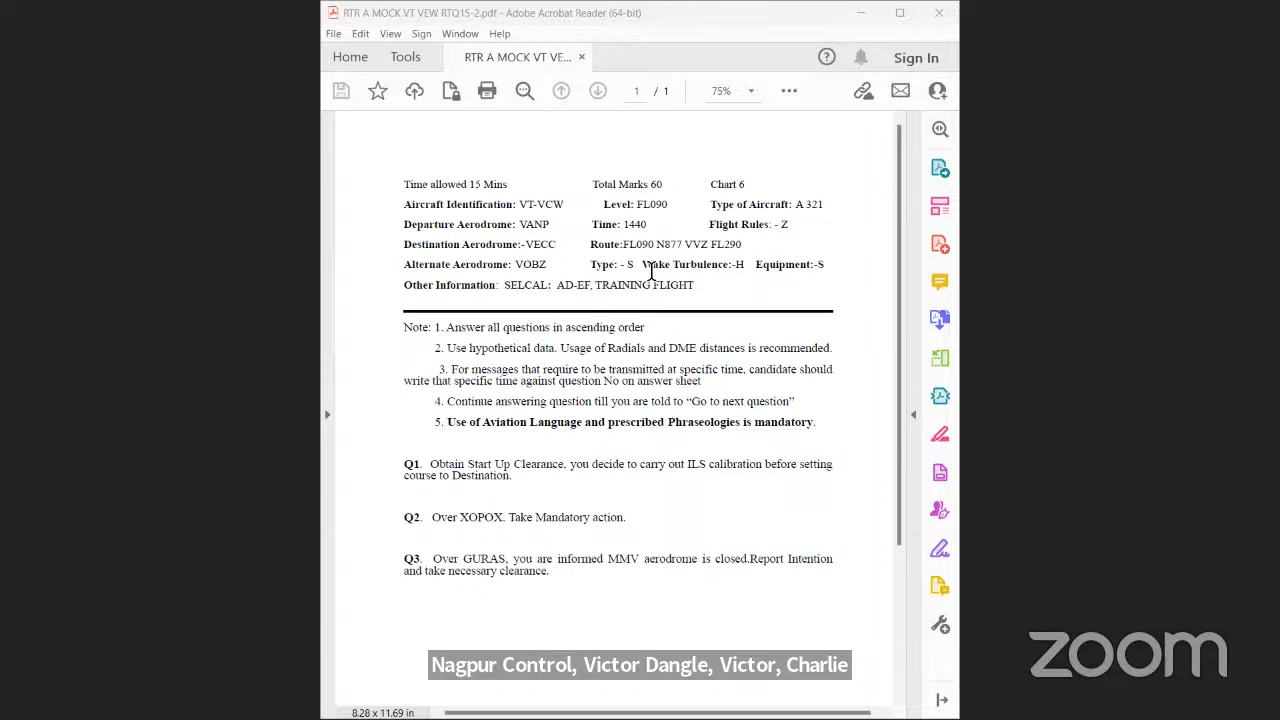 RTR A MOCK VT VEW RTQ15-2.pdf - Adobe Acrobat Reader (64-bit)
File Edit View Sign Window Help
Home Tools RTR A MOCK VT VE... × Sign In
1 / 1 75%
Time allowed 15 Mins Total Marks 60 Chart 6
Aircraft Identification: VT-VCW Level: FL090 Type of Aircraft: A 321
Departure Aerodrome: VANP Time: 1440 Flight Rules: - Z
Destination Aerodrome:-VECC Route:FL090 N877 VVZ FL290
Alternate Aerodrome: VOBZ Type: - S Wake Turbulence:-H Equipment:-S
Other Information: SELCAL: AD-EF, TRAINING FLIGHT
Note: 1. Answer all questions in ascending order
2. Use hypothetical data. Usage of Radials and DME distances is recommended.
3. For messages that require to be transmitted at specific time, candidate should
write that specific time against question No on answer sheet
4. Continue answering question till you are told to “Go to next question”
5. Use of Aviation Language and prescribed Phraseologies is mandatory.
Q1. Obtain Start Up Clearance, you decide to carry out ILS calibration before setting
course to Destination.
Q2. Over XOPOX. Take Mandatory action.
Q3. Over GURAS, you are informed MMV aerodrome is closed.Report Intention
and take necessary clearance.
Nagpur Control, Victor Dangle, Victor, Charlie
zoom
8.28 x 11.69 in